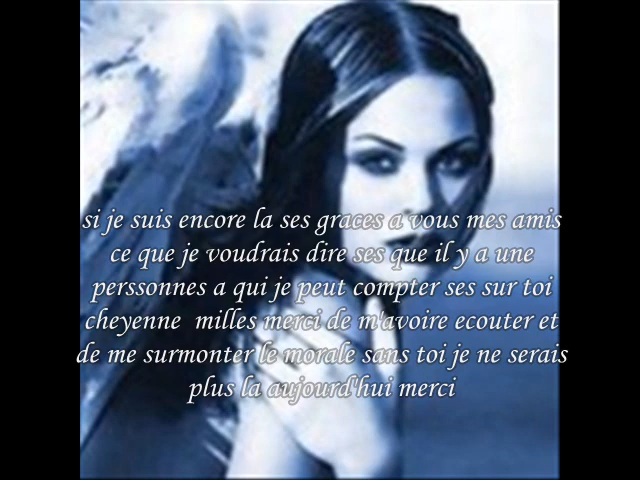 si je suis encore la ses graces a vous mes amis
ce que je voudrais dire ses que il y a une
perssonnes a qui je peut compter ses sur toi
cheyenne  milles merci de m'avoire ecouter et
de me surmonter le morale sans toi je ne serais
plus la aujourd'hui merci